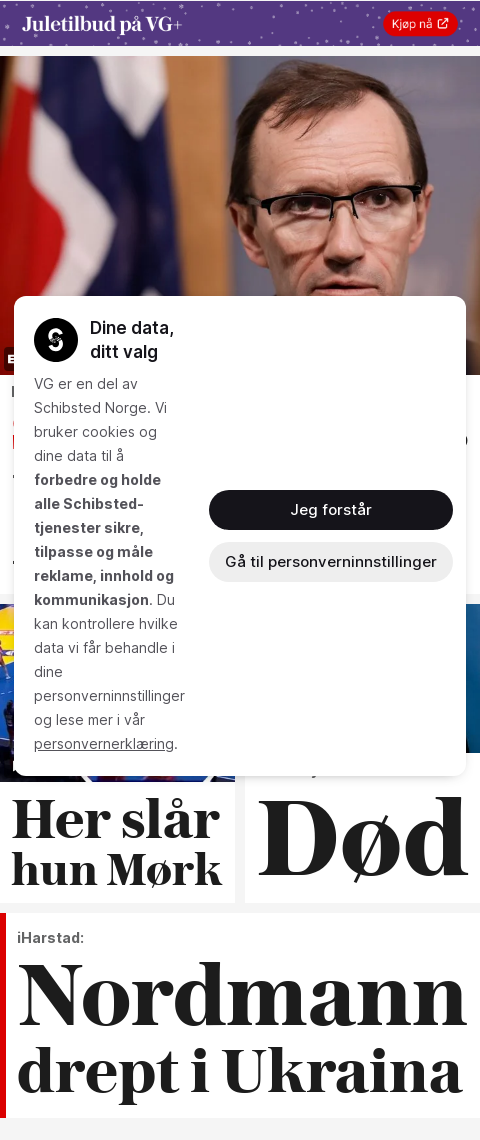 Juletilbud på VG+
Kjøp nå
Dine data,
ditt valg
VG er en del av
Schibsted Norge. Vi
bruker cookies og
dine data til å
forbedre og holde
alle Schibsted-
tjenester sikre,
tilpasse og måle
reklame, innhold og
kommunikasjon. Du
kan kontrollere hvilke
data vi får behandle i
dine
personverninnstillinger
og lese mer i vår
personvernerklæring.
Jeg forstår
Gå til personverninnstillinger
Her slår
hun Mørk
Død
iHarstad:
Nordmann
drept i Ukraina